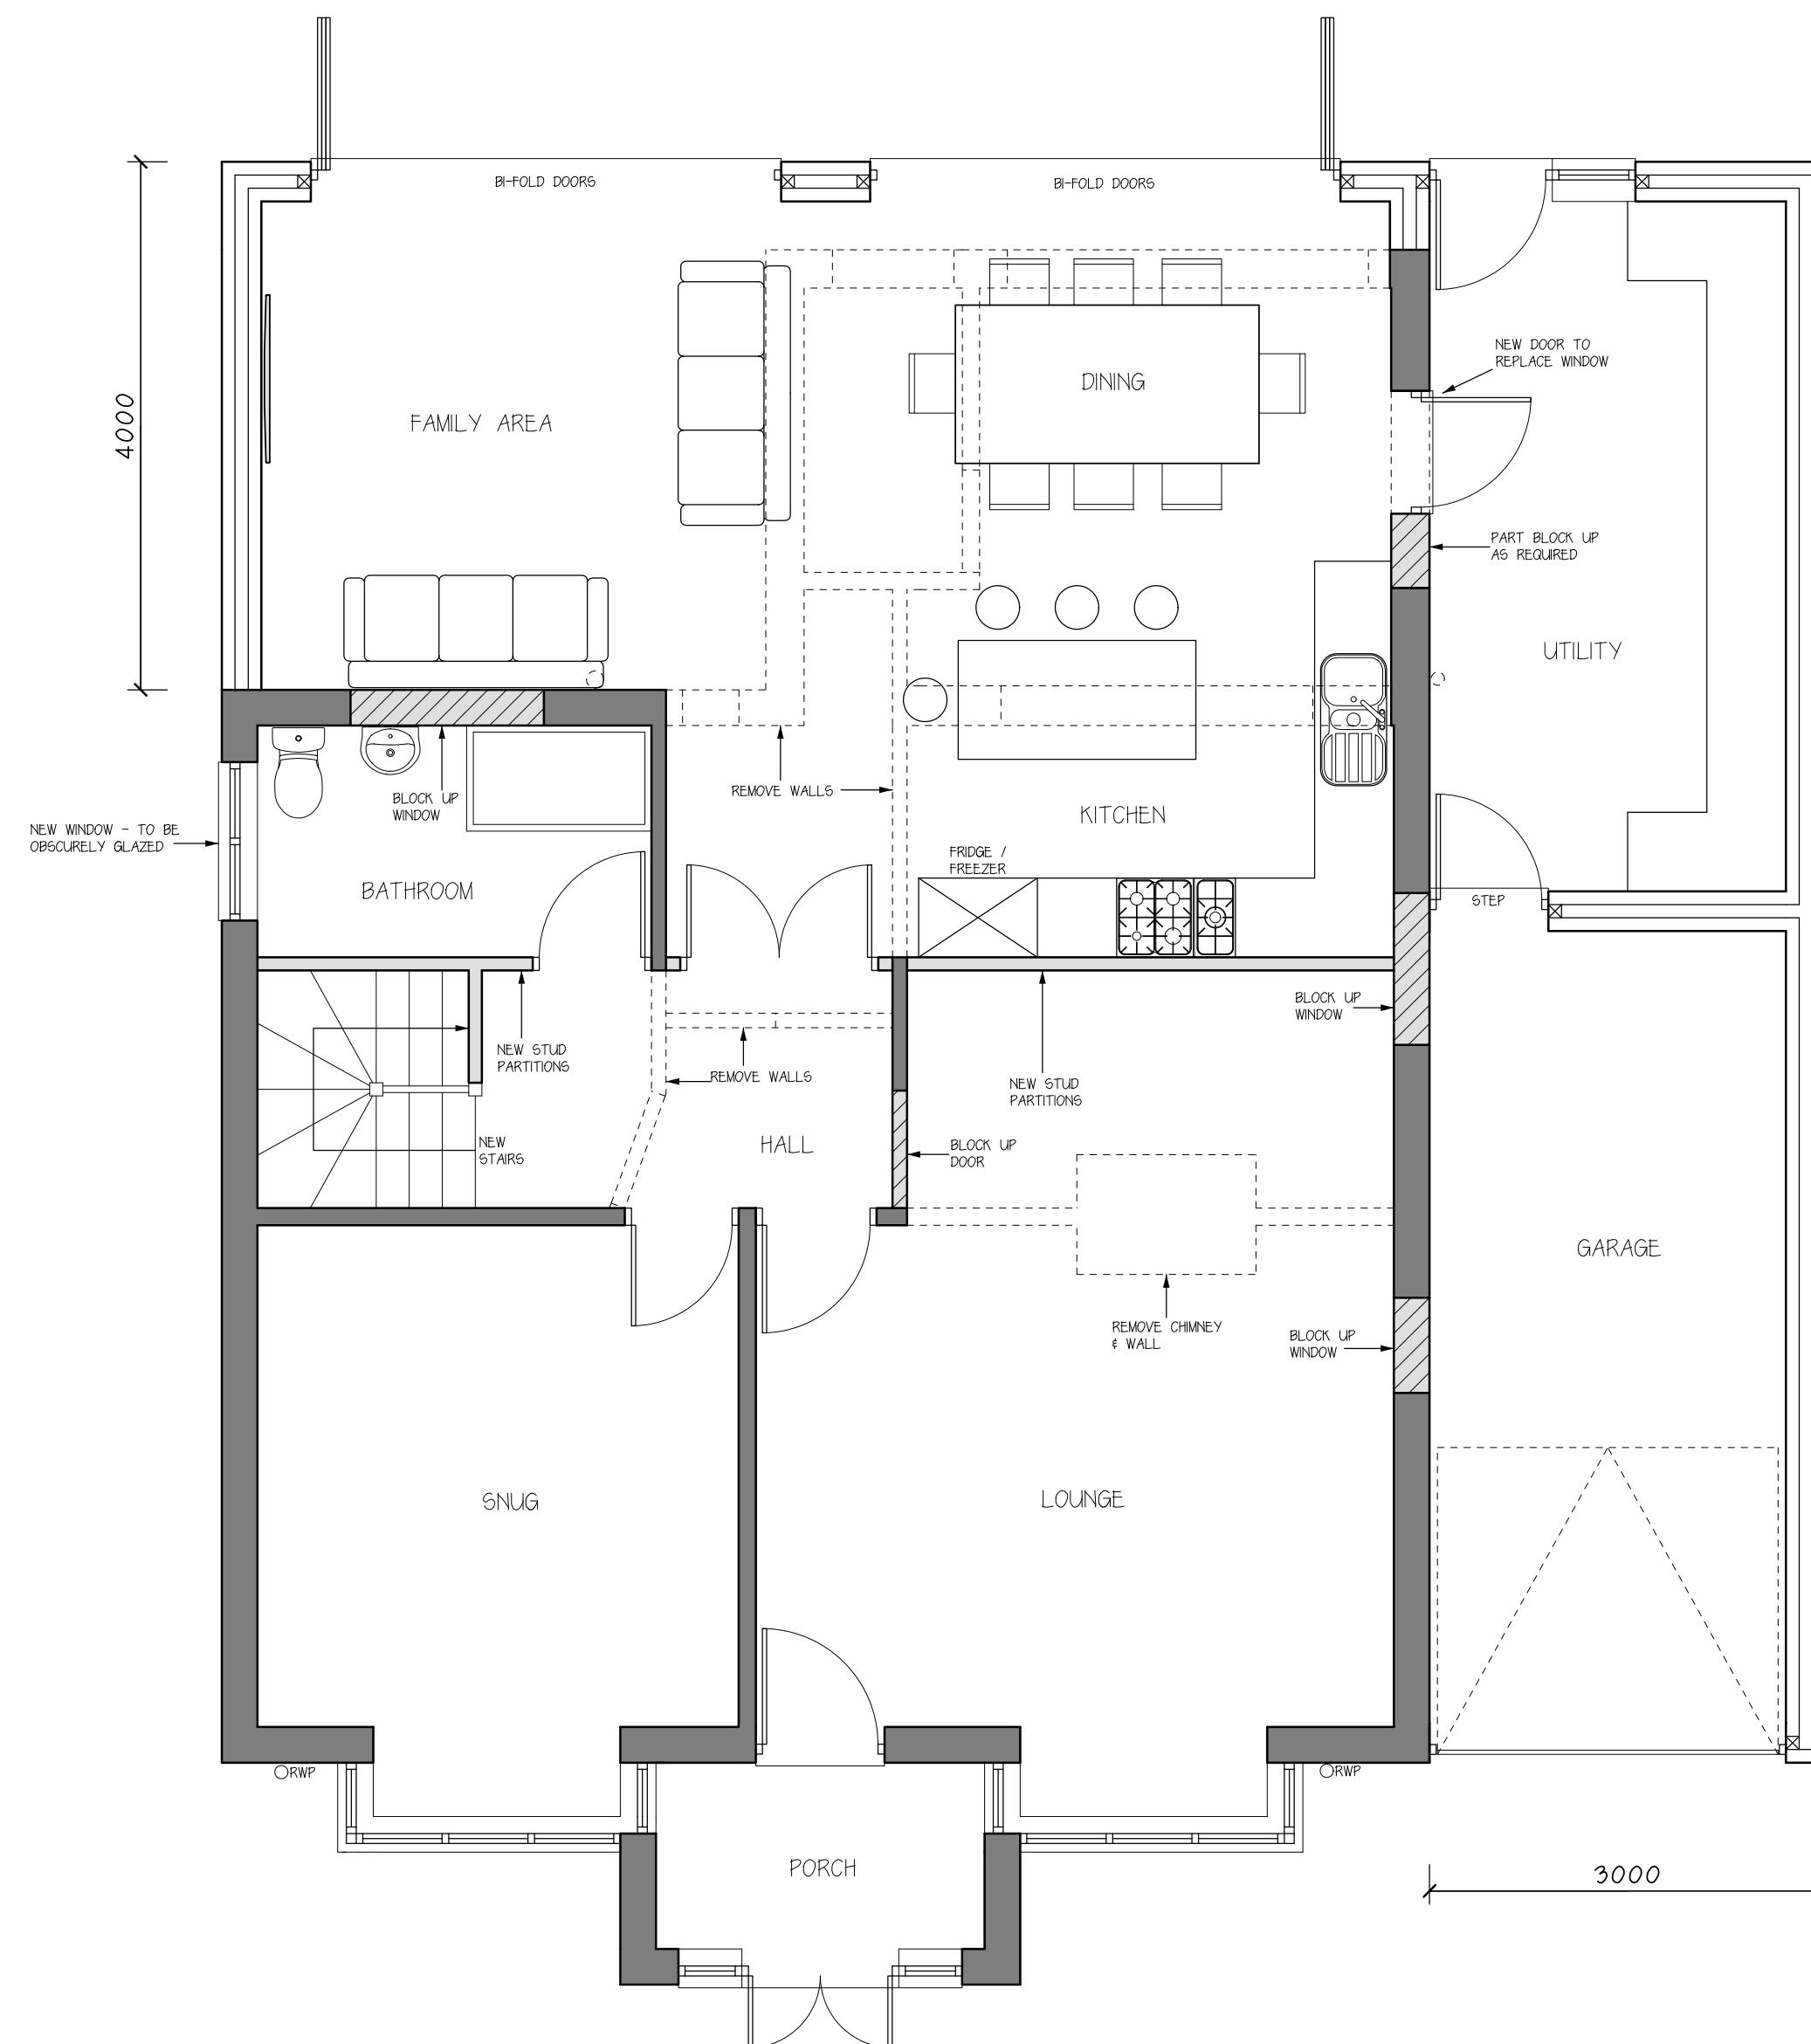 BI-FOLD DOORS
BI-FOLD DOORS
NEW DOOR TO
REPLACE WINDOW
DINING
4000
FAMILY AREA
PART BLOCK UP
AS REQUIRED
UTILITY
REMOVE WALLS
BLOCK UP
WINDOW
KITCHEN
NEW WINDOW - TO BE
OBSCURELY GLAZED
FRIDGE /
FREEZER
BATHROOM
STEP
BLOCK UP
WINDOW
NEW STUD
PARTITIONS
REMOVE WALLS
NEW STUD
PARTITIONS
NEW
STAIRS
HALL
BLOCK UP
DOOR
GARAGE
REMOVE CHIMNEY
& WALL
BLOCK UP
WINDOW
SNUG
LOUNGE
RWP
RWP
PORCH
3000